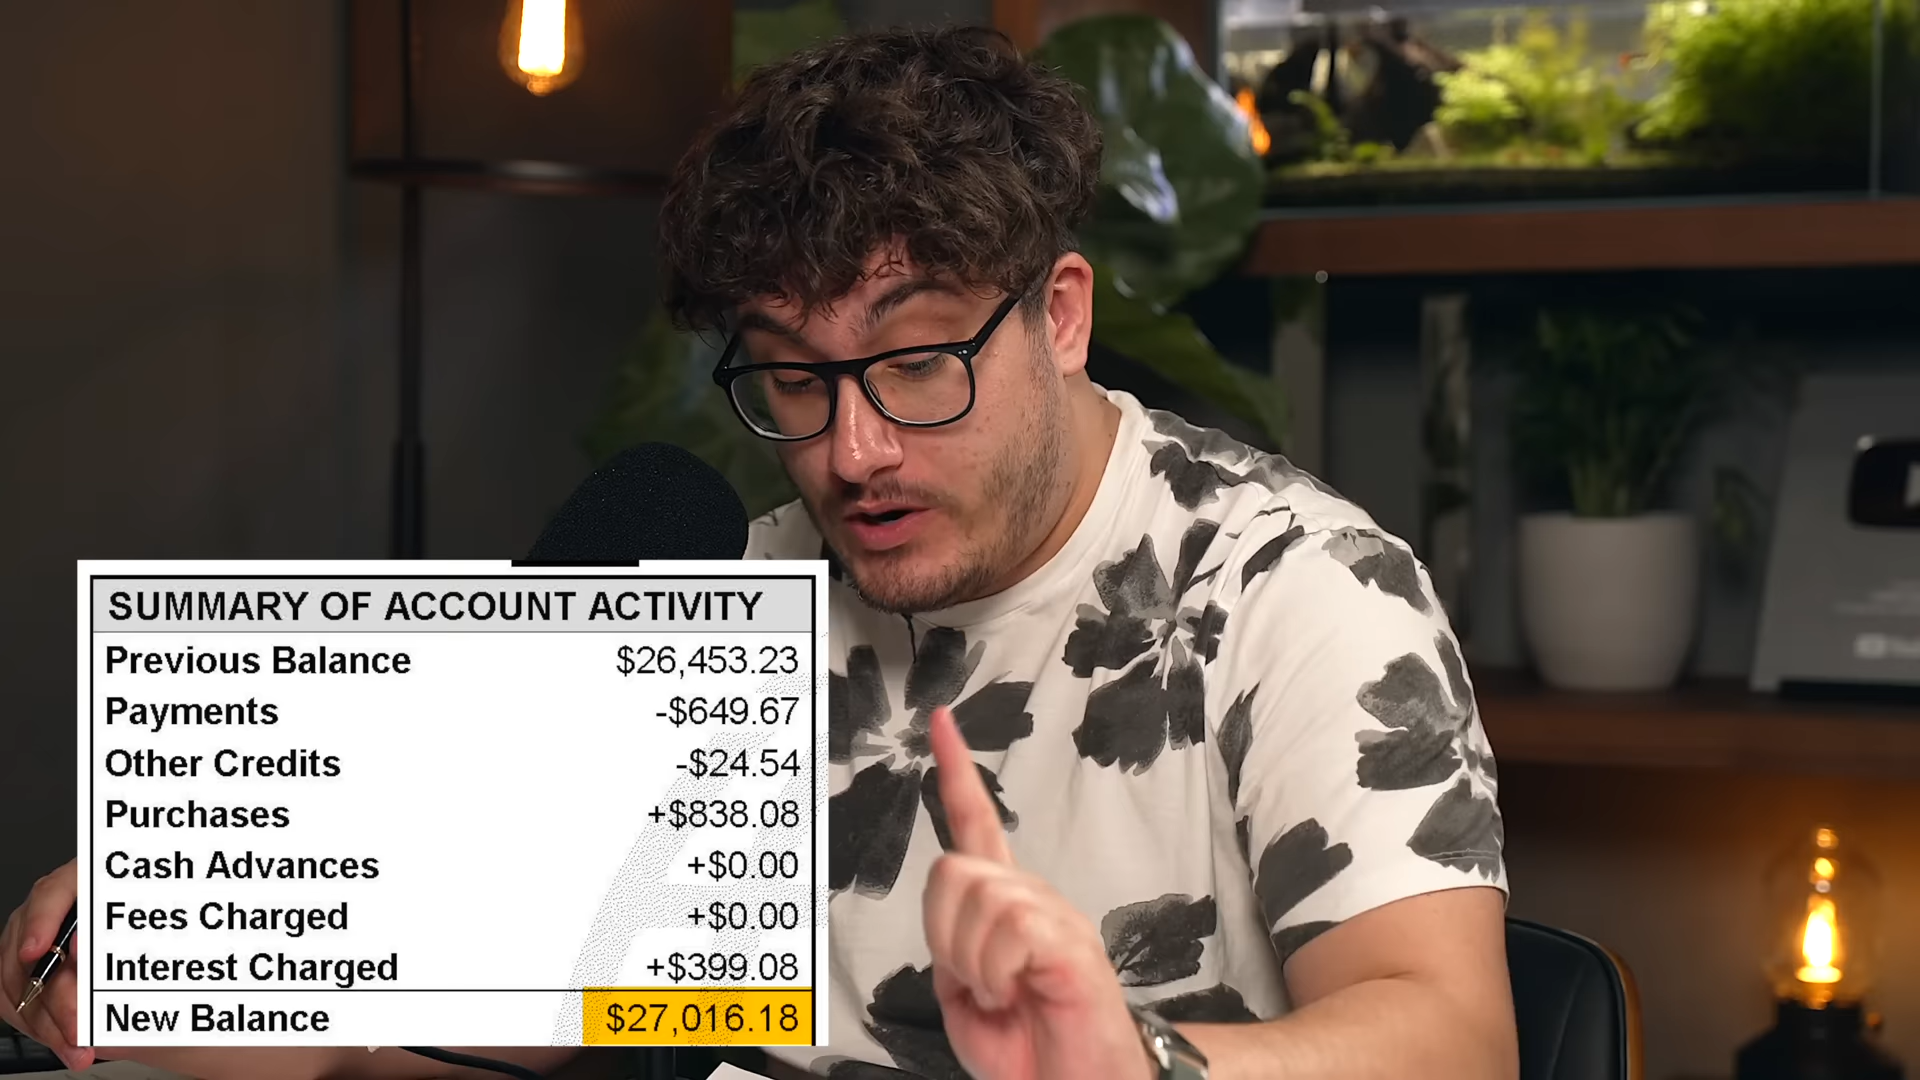 SUMMARY OF ACCOUNT ACTIVITY
Previous Balance $26,453.23
Payments -$649.67
Other Credits -$24.54
Purchases +$838.08
Cash Advances +$0.00
Fees Charged +$0.00
Interest Charged +$399.08
New Balance $27,016.18